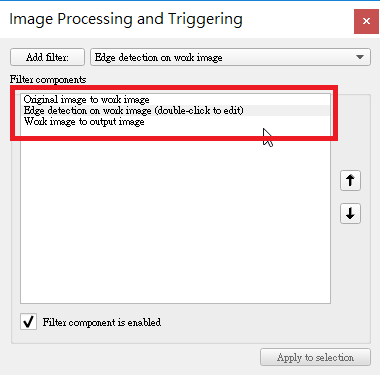 Image Processing and Triggering
Add filter:
Edge detection on work image
Filter components
Original image to work image
Edge detection on work image (double-click to edit)
Work image to output image
Filter component is enabled
Apply to selection